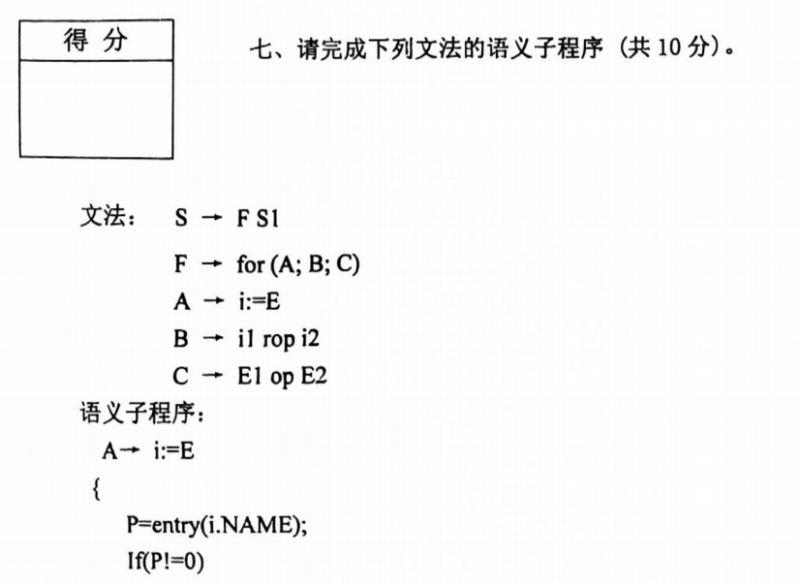 得 分
七、请完成下列文法的语义子程序（共 10 分）。
文法： S → F S1
F → for (A; B; C)
A → i:=E
B → i1 rop i2
C → E1 op E2
语义子程序：
A→ i:=E
{
P=entry(i.NAME);
If(P!=0)